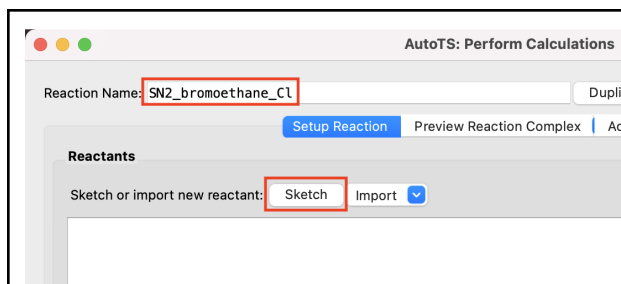 AutoTS: Perform Calculations
Reaction Name: SN2_bromoethane_Cl
Setup Reaction Preview Reaction Complex
Reactants
Sketch or import new reactant: Sketch Import